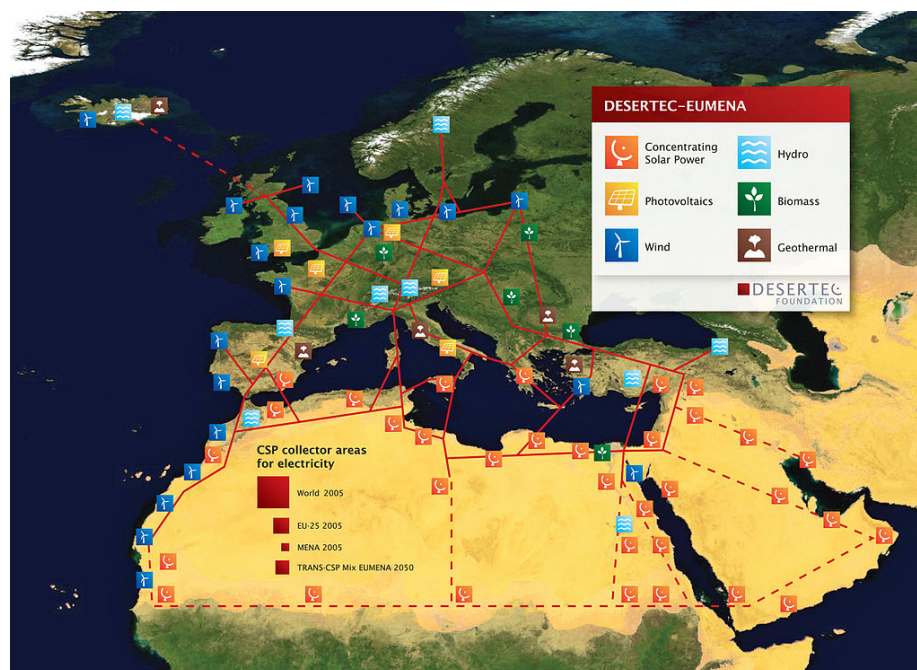 DESERTEC–EUMENA
Concentrating
Solar Power
Hydro
Photovoltaics
Biomass
Wind
Geothermal
DESERTEC
FOUNDATION
CSP collector areas
for electricity
World 2005
EU-25 2005
MENA 2005
TRANS-CSP Mix EUMENA 2050